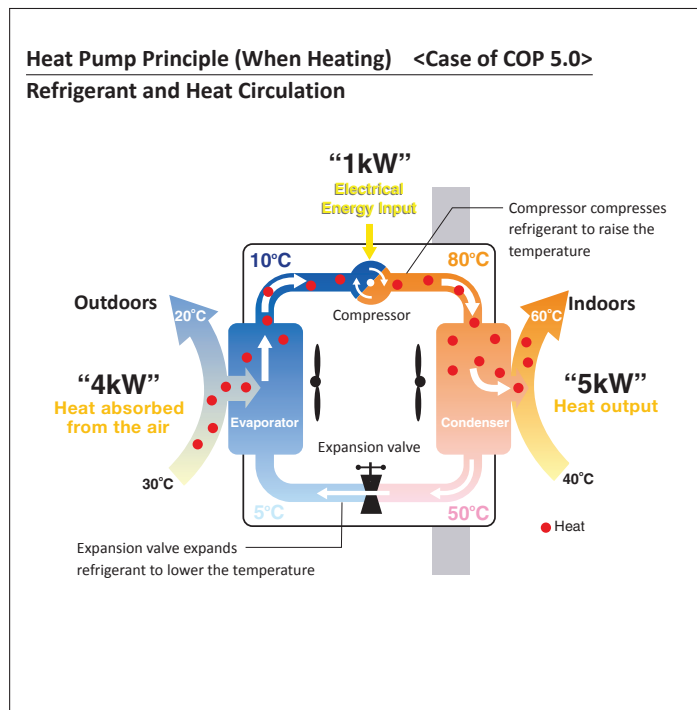 Heat Pump Principle (When Heating) <Case of COP 5.0>
Refrigerant and Heat Circulation
“1kW”
Electrical
Energy Input
Compressor compresses
refrigerant to raise the
temperature
10°C
80°C
Compressor
Outdoors
20°C
Indoors
60°C
“4kW”
Heat absorbed
from the air
“5kW”
Heat output
Evaporator
Condenser
Expansion valve
30°C
40°C
5°C
50°C
Heat
Expansion valve expands
refrigerant to lower the temperature